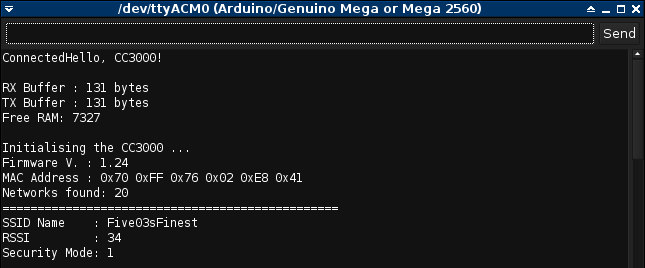 /dev/ttyACM0 (Arduino/Genuino Mega or Mega 2560)
Send
ConnectedHello, CC3000!
RX Buffer : 131 bytes
TX Buffer : 131 bytes
Free RAM: 7327
Initialising the CC3000 ...
Firmware V. : 1.24
MAC Address : 0x70 0xFF 0x76 0x02 0xE8 0x41
Networks found: 20
================================================
SSID Name    : Five03sFinest
RSSI         : 34
Security Mode: 1